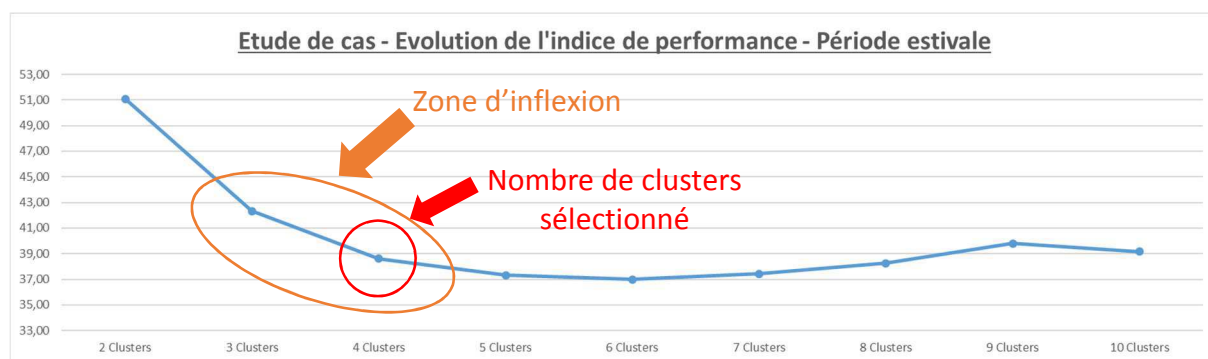 Etude de cas - Evolution de l'indice de performance - Période estivale
53,00
51,00
49,00
47,00
45,00
43,00
41,00
39,00
37,00
35,00
33,00
Zone d’inflexion
Nombre de clusters
sélectionné
2 Clusters 3 Clusters 4 Clusters 5 Clusters 6 Clusters 7 Clusters 8 Clusters 9 Clusters 10 Clusters